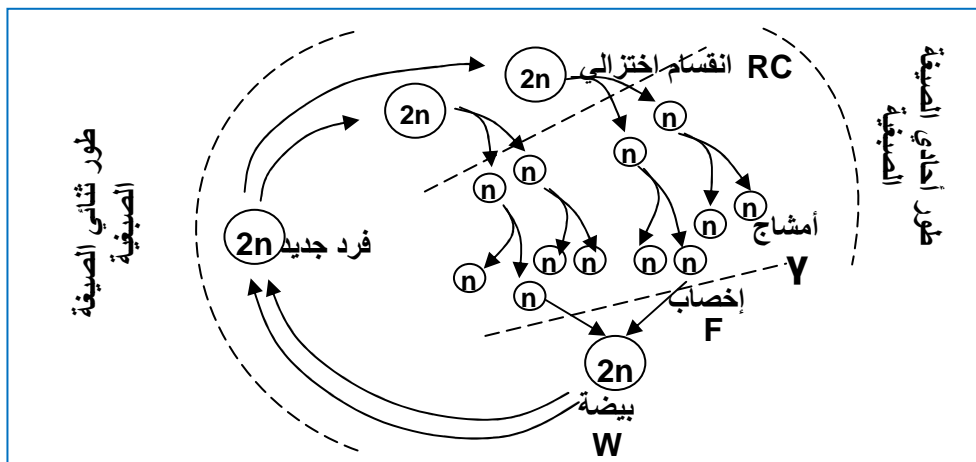 انقسام اختزالي RC
2n
2n
n
n
n
n
n
n
n
أمشاج
γ
n
n
n
n
n
n
إخصاب
F
2n
بيضة
W
2n فرد جديد
طور ثنائي الصيغة
الصبغية
طور أحادي الصيغة
الصبغية